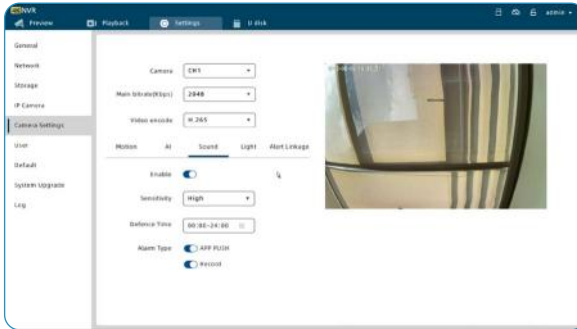 4KNVR
Preview Playback Settings U disk admin
General
Network
Storage
IP Camera
Camera Settings
User
Default
System Upgrade
Log
Camera CH1
Main bitrate(Kbps) 2048
Video encode H.265
Motion AI Sound Light Alert Linkage
Enable
Sensitivity High
Defence Time 00:00-24:00
Alarm Type APP PUSH
Record